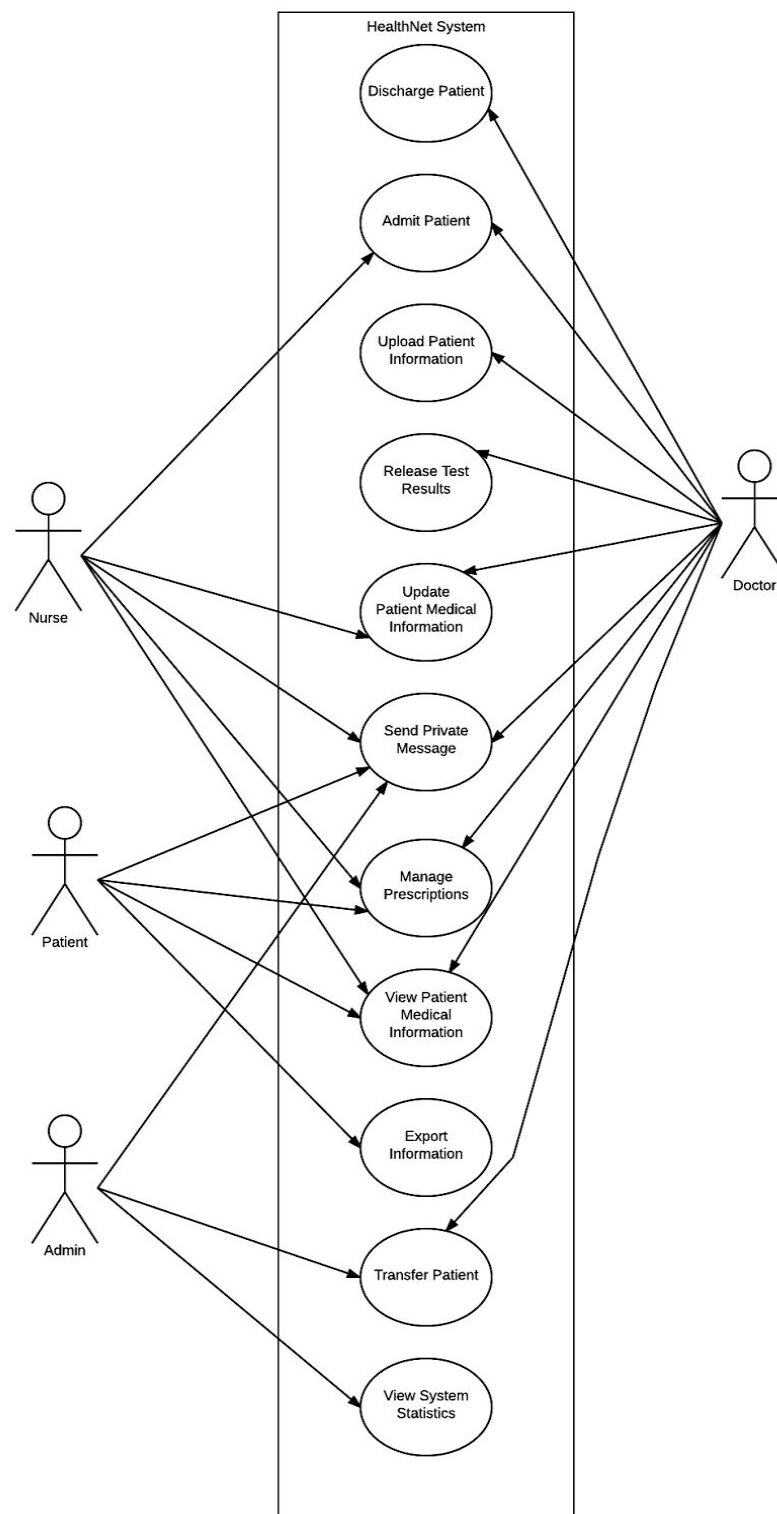 HealthNet System
Discharge Patient
Admit Patient
Upload Patient
Information
Release Test
Results
Nurse
Doctor
Update
Patient Medical
Information
Send Private
Message
Patient
Manage
Prescriptions
View Patient
Medical
Information
Export
Information
Admin
Transfer Patient
View System
Statistics